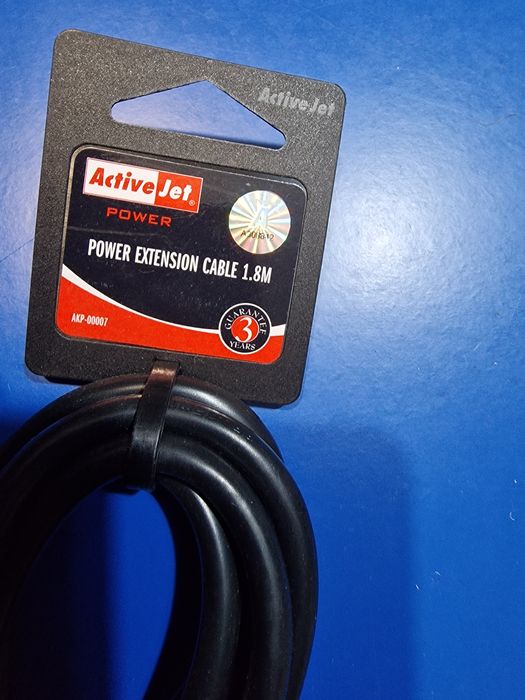 ActiveJet
ActiveJet®
POWER
POWER EXTENSION CABLE 1.8M
AKP-00007
GUARANTEE
3
YEARS